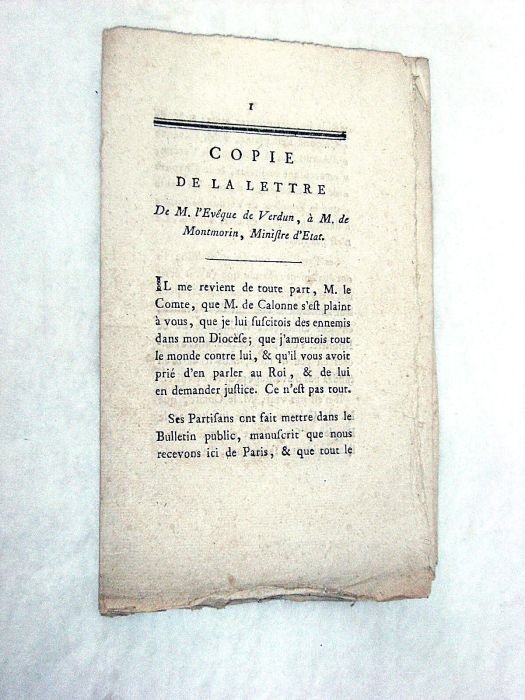 1
COPIE
DE LA LETTRE
De M. l'Evêque de Verdun, à M. de
Montmorin, Miniſtre d'Etat.
IL me revient de toute part, M. le
Comte, que M. de Calonne s'eſt plaint
à vous, que je lui ſuſcitois des ennemis
dans mon Diocèſe; que j'ameutois tout
le monde contre lui, & qu'il vous avoit
prié d'en parler au Roi, & de lui
en demander juſtice. Ce n'eſt pas tout.
Ses Partiſans ont fait mettre dans le
Bulletin public, manuſcrit que nous
recevons ici de Paris, & que tout le